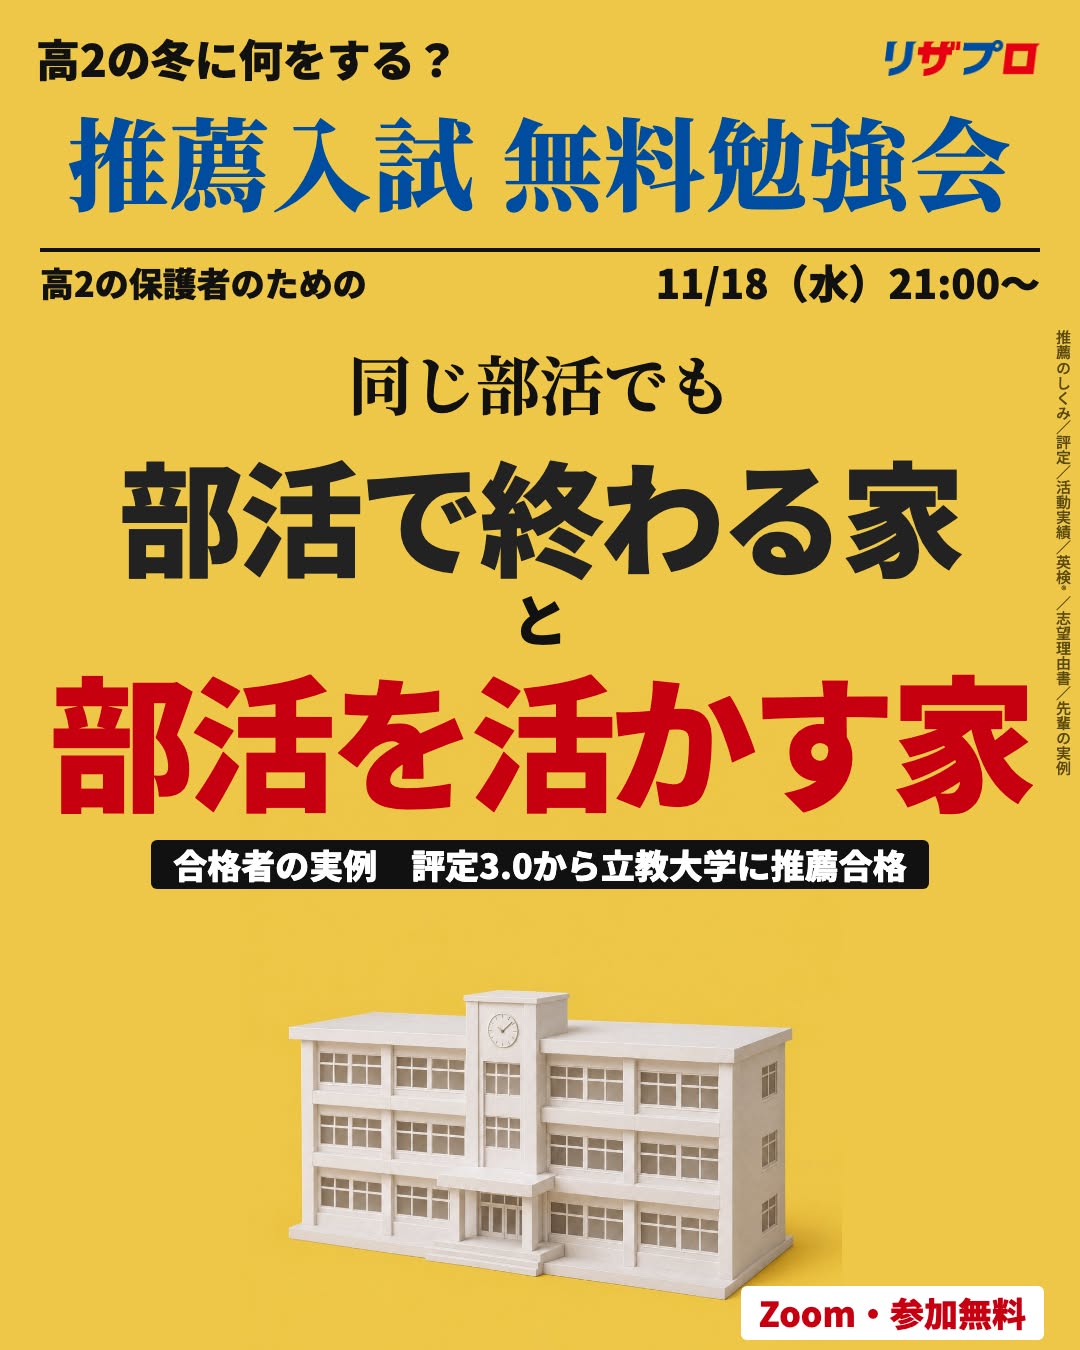 高2の冬に何をする？
リザプロ
推薦入試 無料勉強会
高2の保護者のための
11/18（水）21:00〜
同じ部活でも
部活で終わる家
と
部活を活かす家
合格者の実例　評定3.0から立教大学に推薦合格
推薦のしくみ／評定／活動実績／英検®／志望理由書／先輩の実例
Zoom・参加無料